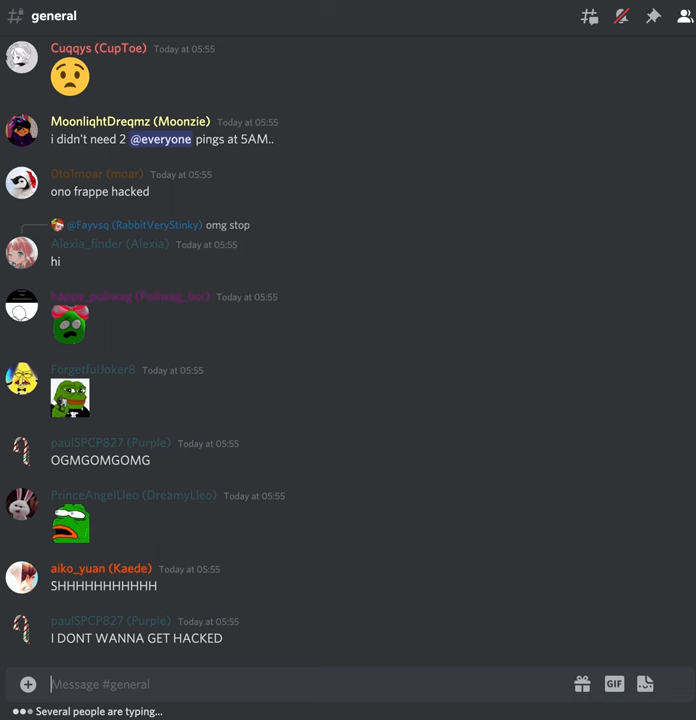 general
Cuqqys (CupToe) Today at 05:55
MoonliqhtDreqmz (Moonzie) Today at 05:55
i didn't need 2 @everyone pings at 5AM..
0to1moar (moar) Today at 05:55
ono frappe hacked
@Fayvsq (RabbitVeryStinky) omg stop
Alexia_finder (Alexia) Today at 05:55
hi
happy_poliwag (Poliwag_boi) Today at 05:55
ForgetfulJoker8 Today at 05:55
paulSPCP827 (Purple) Today at 05:55
OGMGOMGOMG
PrinceAngelLleo (DreamyLleo) Today at 05:55
aiko_yuan (Kaede) Today at 05:55
SHHHHHHHHHHH
paulSPCP827 (Purple) Today at 05:55
I DONT WANNA GET HACKED
Message #general
GIF
Several people are typing...